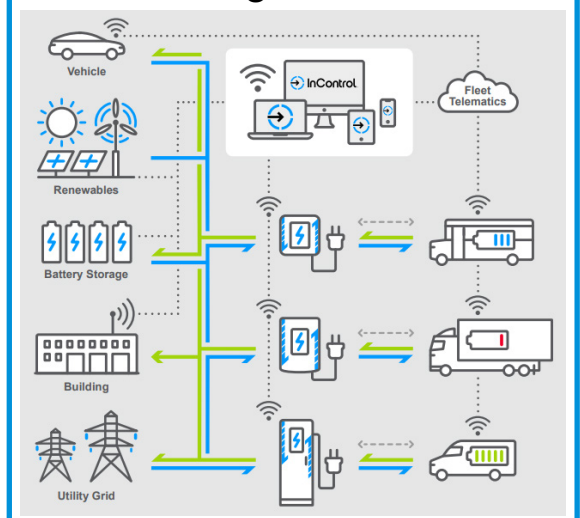 Vehicle
InControl
Fleet
Telematics
Renewables
Battery Storage
Building
Utility Grid